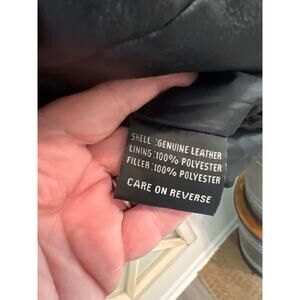 SHELL :GENUINE LEATHER
LINING :100% POLYESTER
FILLER :100% POLYESTER
CARE ON REVERSE